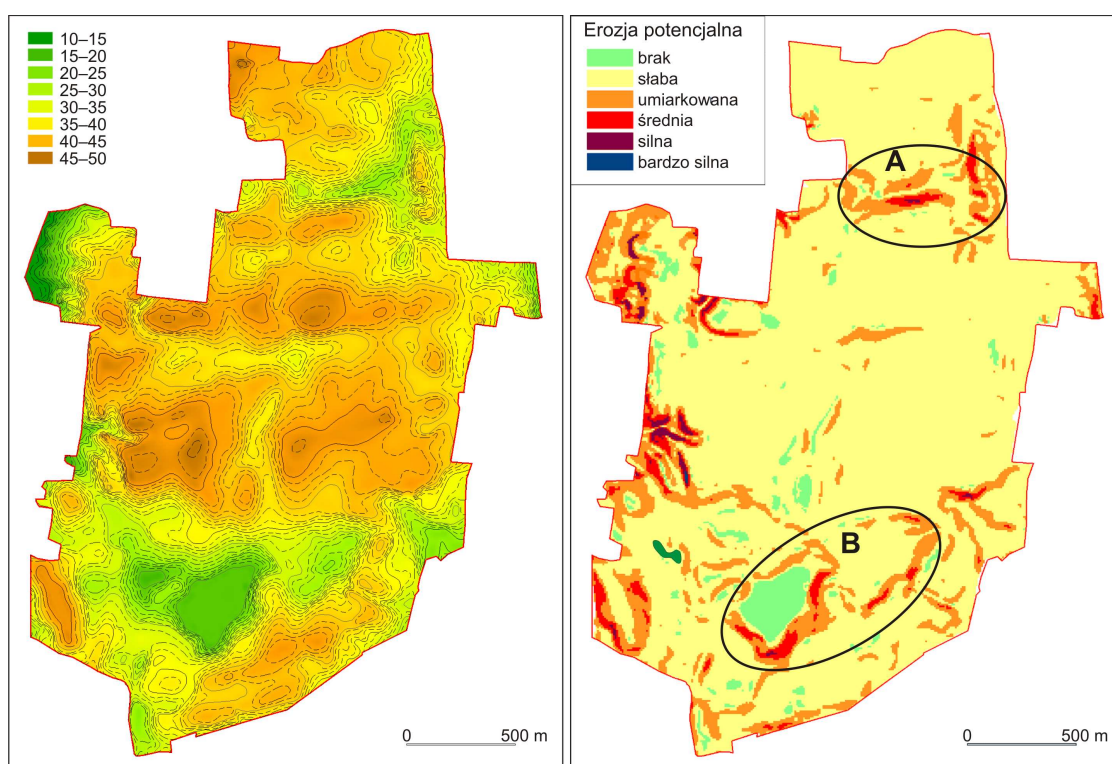 10–15
15–20
20–25
25–30
30–35
35–40
40–45
45–50
0 500 m
Erozja potencjalna
brak
słaba
umiarkowana
średnia
silna
bardzo silna
A
B
0 500 m